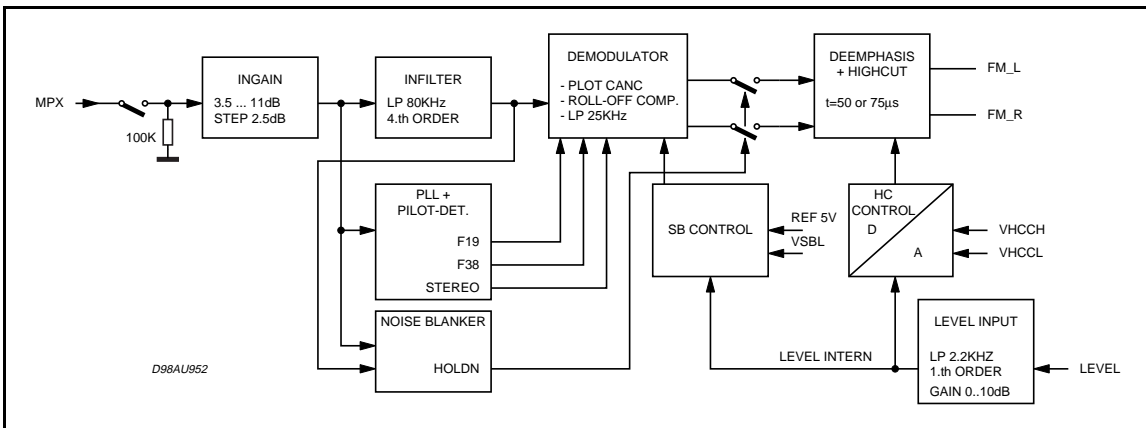 MPX
100K
INGAIN
3.5 ... 11dB
STEP 2.5dB
INFILTER
LP 80KHz
4.th ORDER
DEMODULATOR
- PLOT CANC
- ROLL-OFF COMP.
- LP 25KHz
DEEMPHASIS
+ HIGHCUT
t=50 or 75µs
FM_L
FM_R
PLL +
PILOT-DET.
F19
F38
STEREO
NOISE BLANKER
HOLDN
SB CONTROL
REF 5V
VSBL
HC
CONTROL
D
A
VHCCH
VHCCL
LEVEL INPUT
LP 2.2KHZ
1.th ORDER
GAIN 0..10dB
LEVEL INTERN
LEVEL
D98AU952